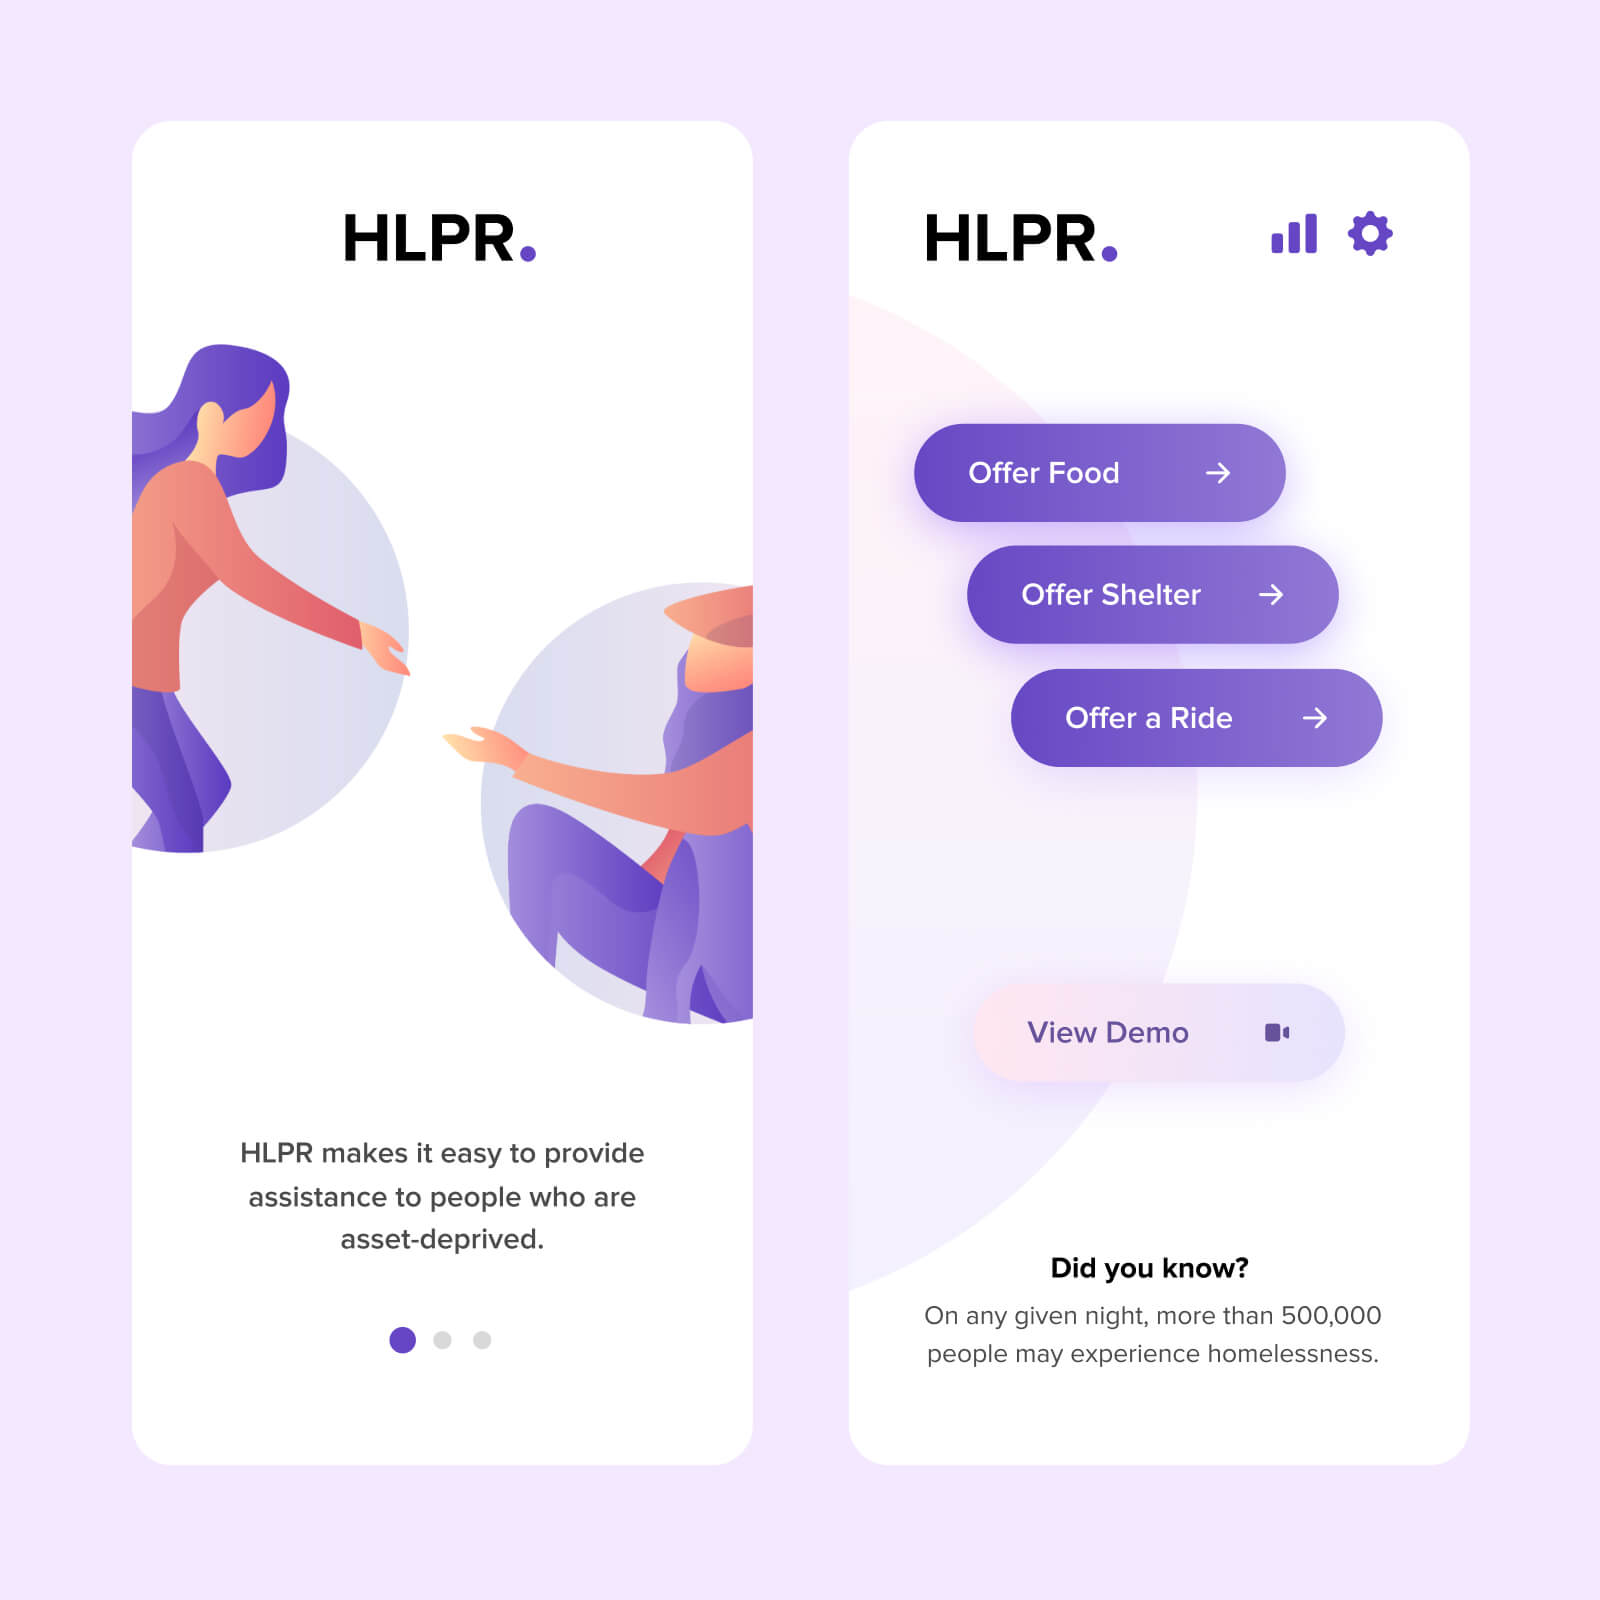 HLPR.
HLPR makes it easy to provide
assistance to people who are
asset-deprived.
HLPR.
Offer Food
Offer Shelter
Offer a Ride
View Demo
Did you know?
On any given night, more than 500,000
people may experience homelessness.